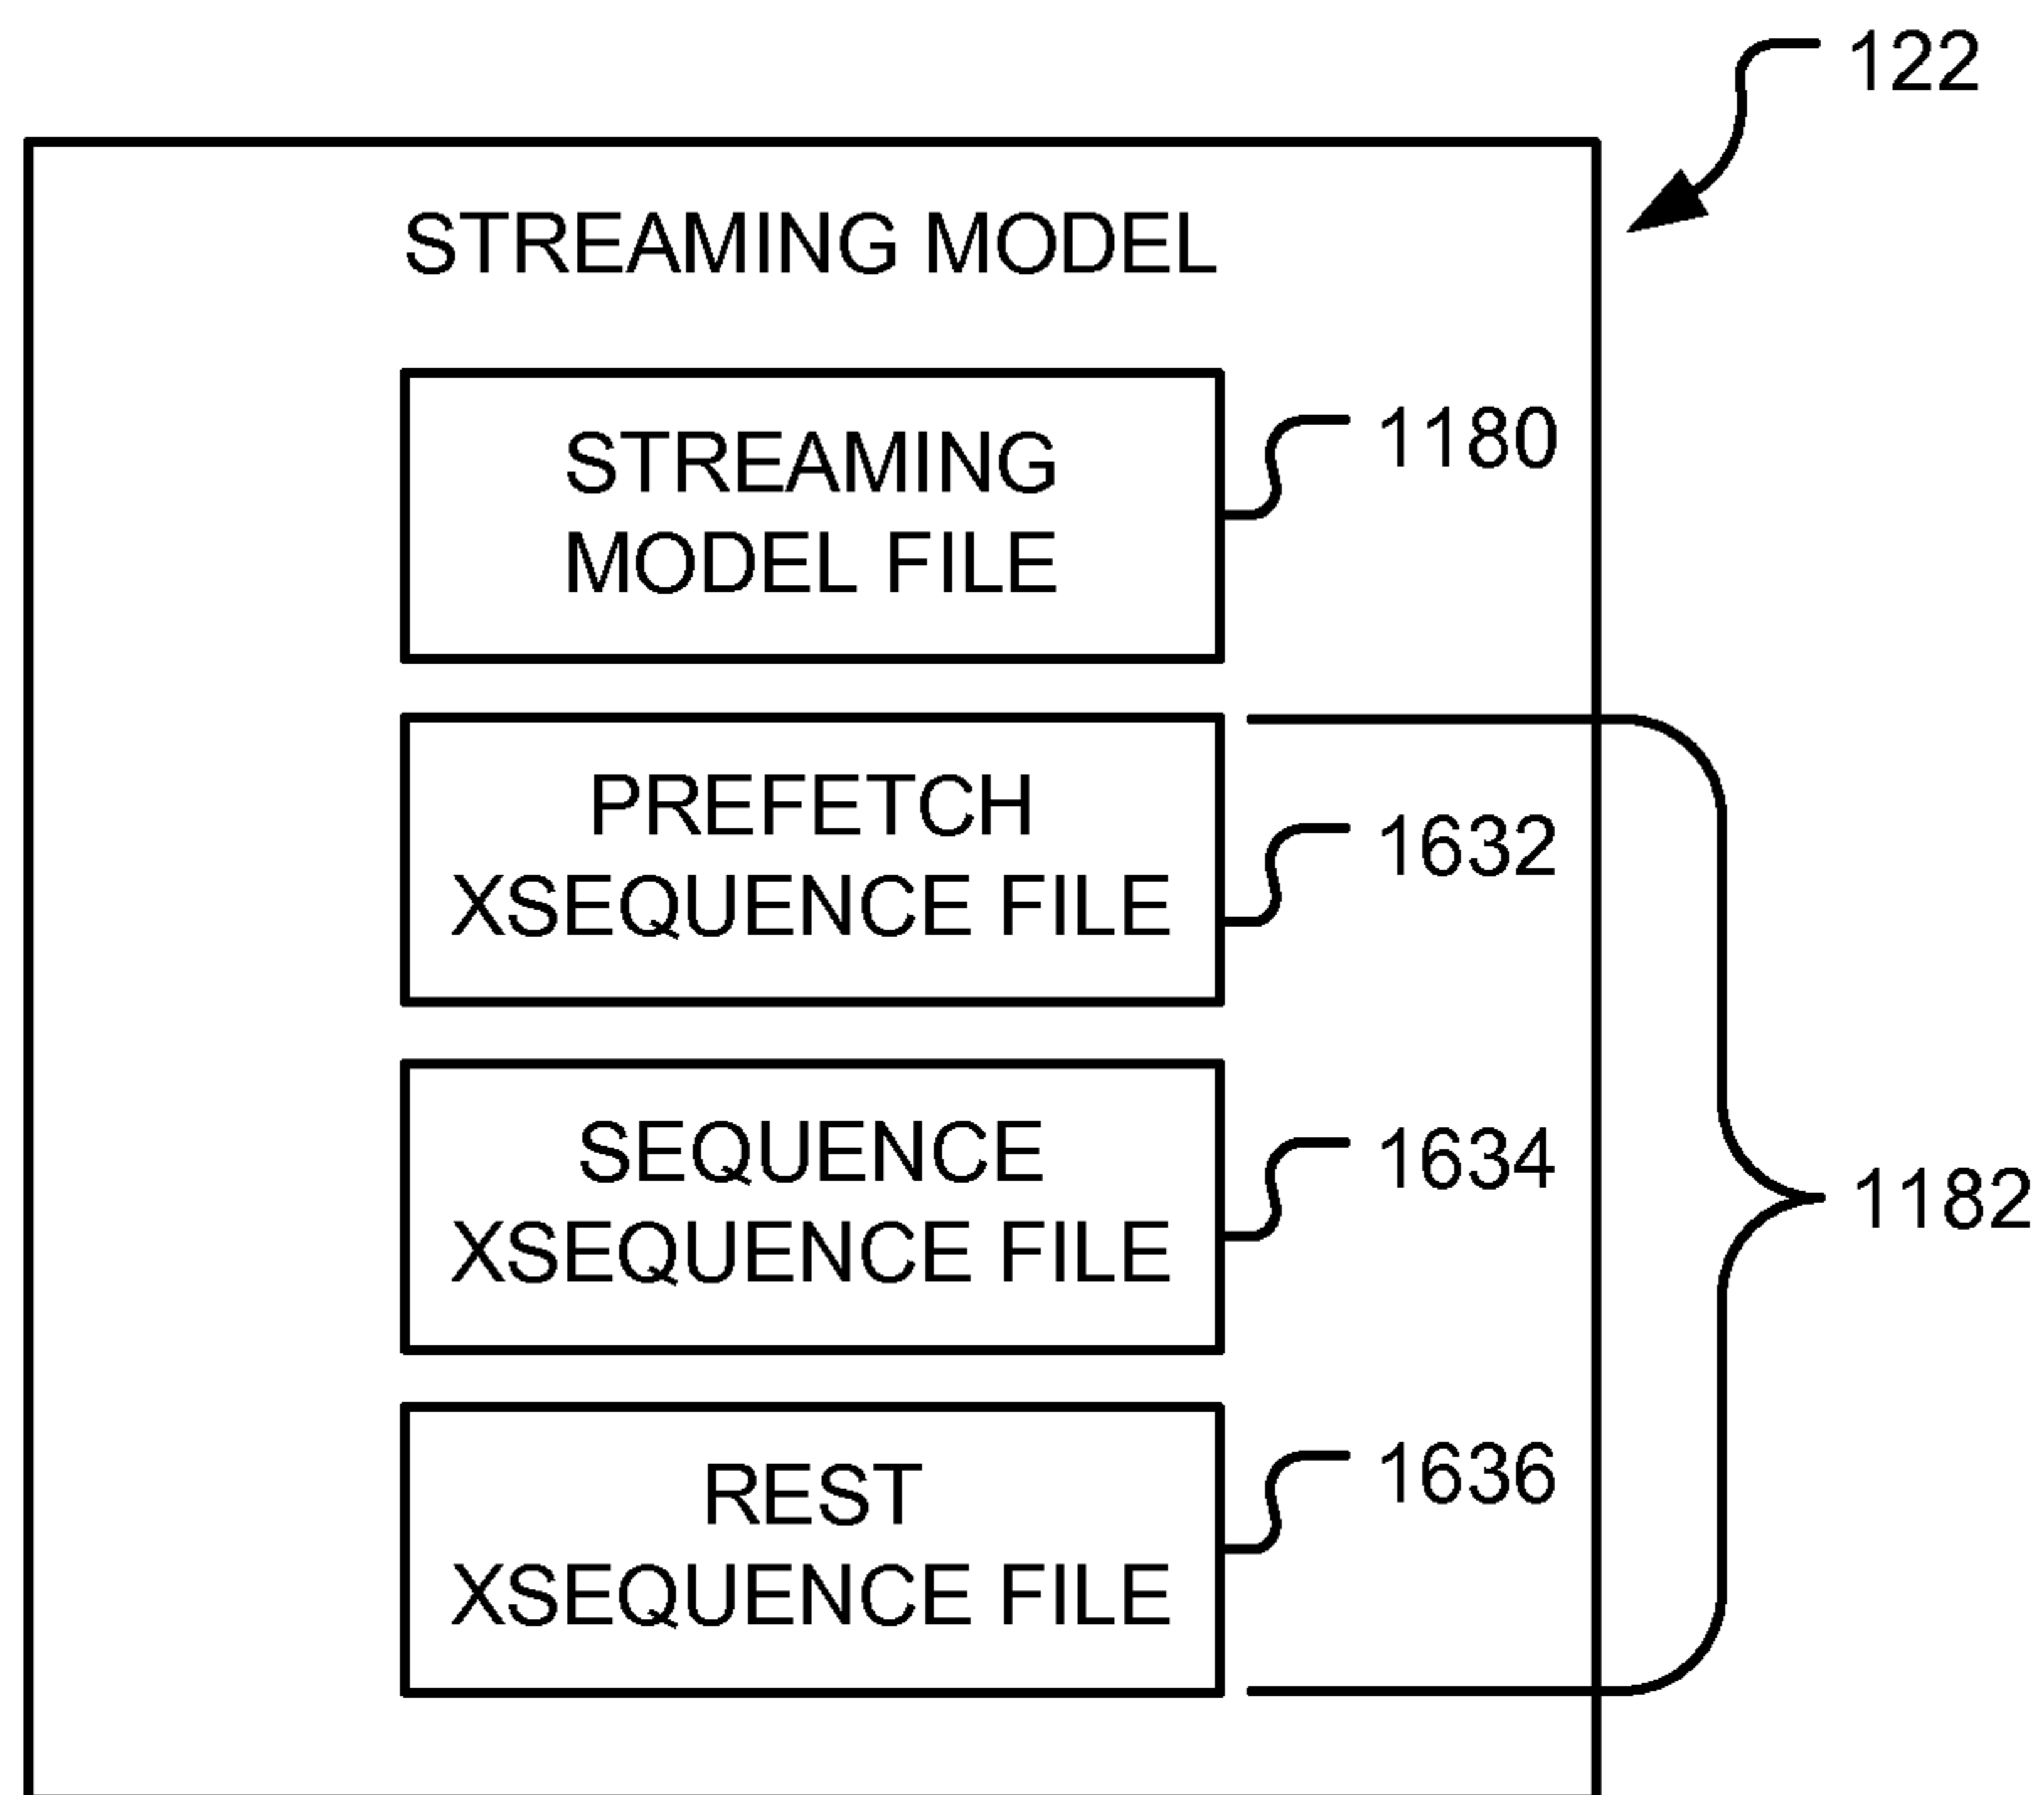 122
STREAMING MODEL
STREAMING
MODEL FILE
1180
PREFETCH
XSEQUENCE FILE
1632
SEQUENCE
XSEQUENCE FILE
1634
1182
REST
XSEQUENCE FILE
1636